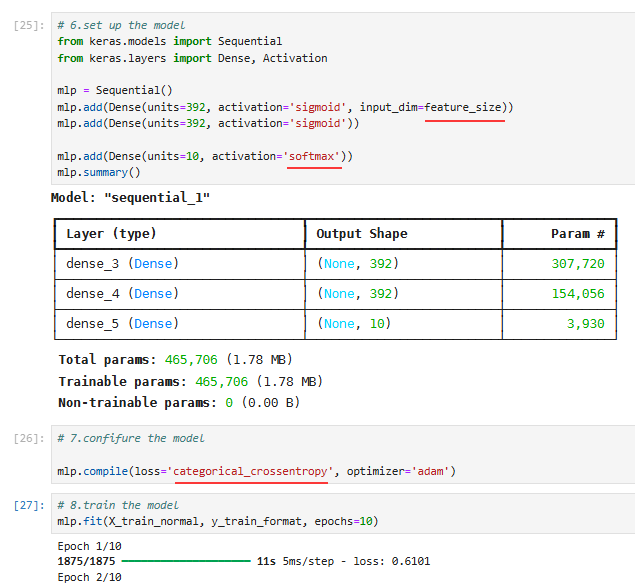 [25]: # 6.set up the model
from keras.models import Sequential
from keras.layers import Dense, Activation
mlp = Sequential()
mlp.add(Dense(units=392, activation='sigmoid', input_dim=feature_size))
mlp.add(Dense(units=392, activation='sigmoid'))
mlp.add(Dense(units=10, activation='softmax'))
mlp.summary()
Model: "sequential_1"
Layer (type) Output Shape Param #
dense_3 (Dense) (None, 392) 307,720
dense_4 (Dense) (None, 392) 154,056
dense_5 (Dense) (None, 10) 3,930
Total params: 465,706 (1.78 MB)
Trainable params: 465,706 (1.78 MB)
Non-trainable params: 0 (0.00 B)
[26]: # 7.confifure the model
mlp.compile(loss='categorical_crossentropy', optimizer='adam')
[27]: # 8.train the model
mlp.fit(X_train_normal, y_train_format, epochs=10)
Epoch 1/10
1875/1875 11s 5ms/step - loss: 0.6101
Epoch 2/10